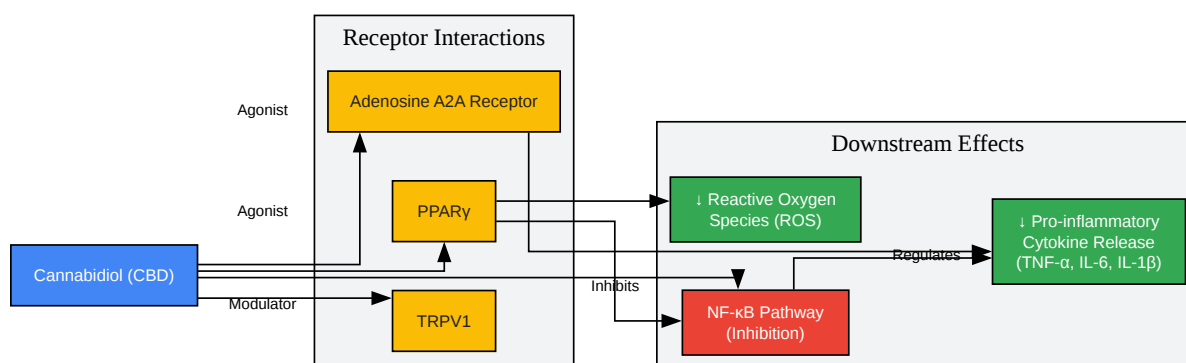 Receptor Interactions
Agonist
Adenosine A2A Receptor
Agonist
PPARγ
Cannabidiol (CBD)
Modulator
TRPV1
Inhibits
Downstream Effects
↓ Reactive Oxygen
Species (ROS)
NF-κB Pathway
(Inhibition)
Regulates
↓ Pro-inflammatory
Cytokine Release
(TNF-α, IL-6, IL-1β)